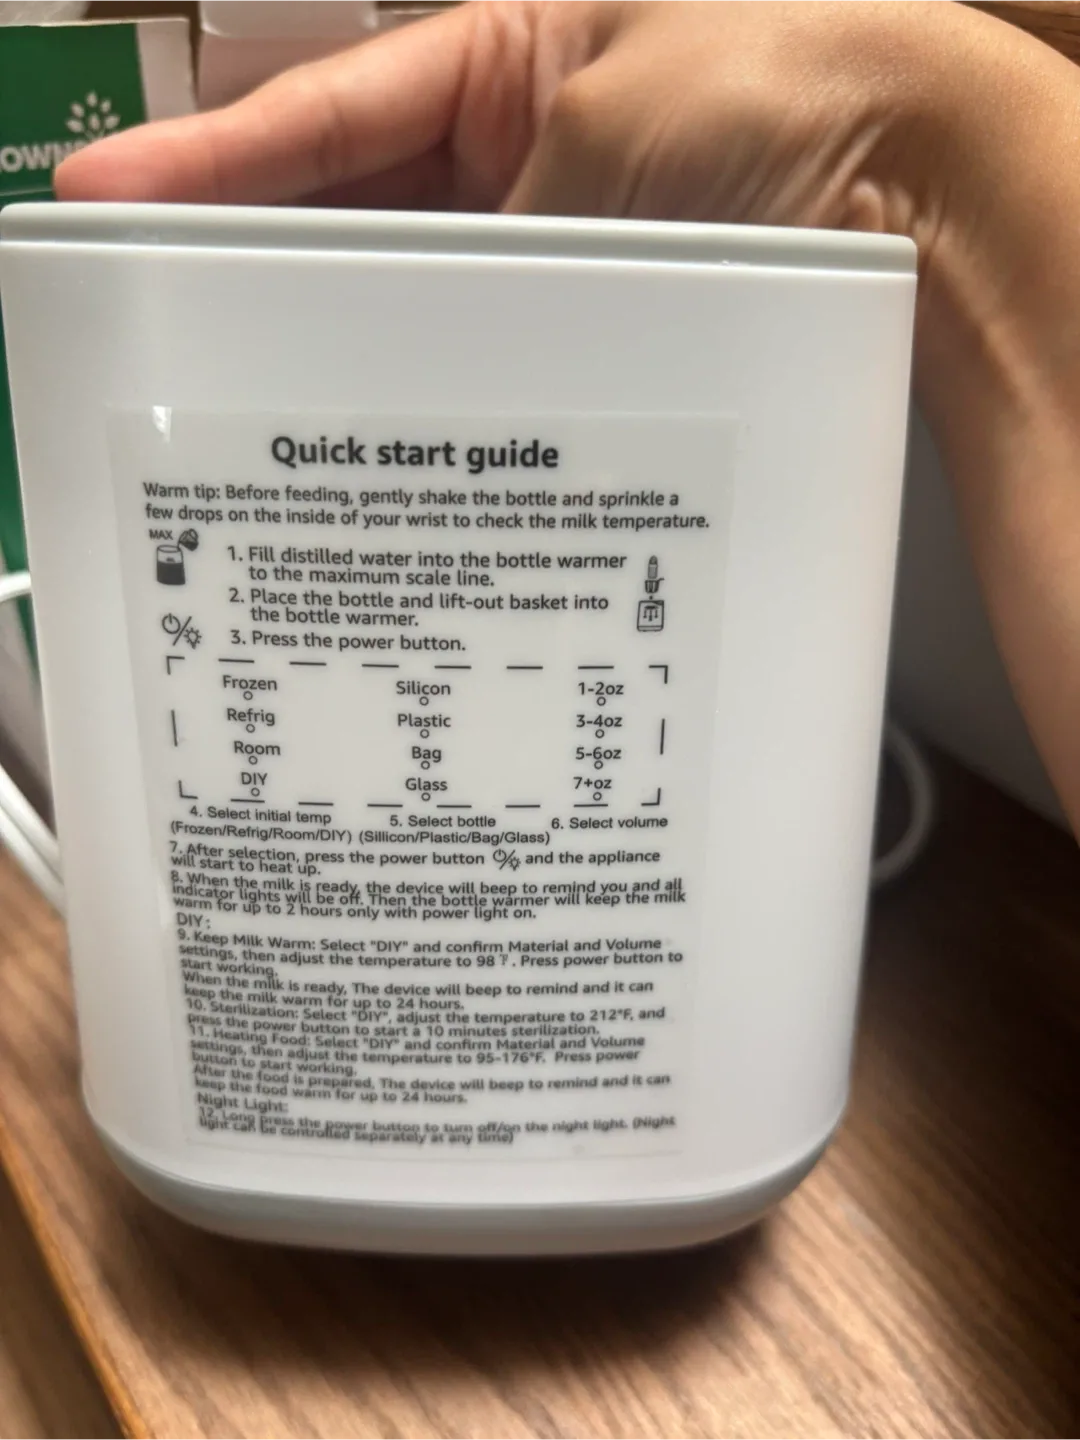 OWN
Quick start guide
Warm tip: Before feeding, gently shake the bottle and sprinkle a
few drops on the inside of your wrist to check the milk temperature.
MAX
1. Fill distilled water into the bottle warmer
to the maximum scale line.
2. Place the bottle and lift-out basket into
the bottle warmer.
3. Press the power button.
Frozen Silicon 1-2oz
Refrig Plastic 3-4oz
Room Bag 5-6oz
DIY Glass 7+oz
4. Select initial temp 5. Select bottle 6. Select volume
(Frozen/Refrig/Room/DIY) (Sillicon/Plastic/Bag/Glass)
7. After selection, press the power button and the appliance
will start to heat up.
8. When the milk is ready, the device will beep to remind you and all
indicator lights will be off. Then the bottle warmer will keep the milk
warm for up to 2 hours only with power light on.
DIY:
9. Keep Milk Warm: Select "DIY" and confirm Material and Volume
settings, then adjust the temperature to 98 ℉. Press power button to
start working.
When the milk is ready, The device will beep to remind and it can
keep the milk warm for up to 24 hours.
10. Sterilization: Select "DIY", adjust the temperature to 212°F, and
press the power button to start a 10 minutes sterilization.
11. Heating Food: Select "DIY" and confirm Material and Volume
settings, then adjust the temperature to 95-176°F. Press power
button to start working.
After the food is prepared, The device will beep to remind and it can
keep the food warm for up to 24 hours.
Night Light:
12. Long press the power button to turn off/on the night light. (Night
light can be controlled separately at any time)